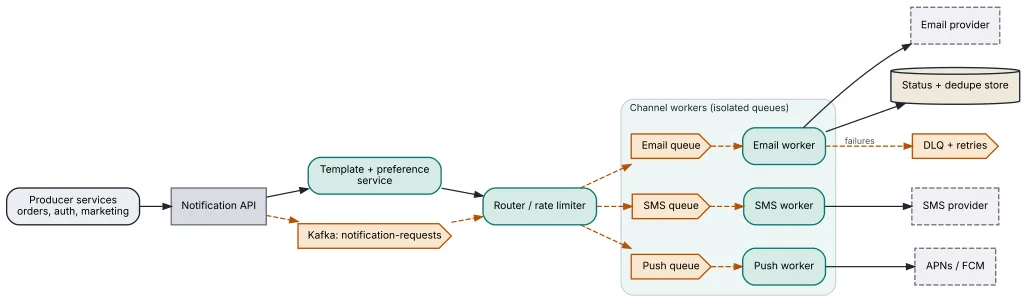 Producer services
orders, auth, marketing
Notification API
Template + preference
service
Kafka: notification-requests
Router / rate limiter
Channel workers (isolated queues)
Email queue
Email worker
SMS queue
SMS worker
Push queue
Push worker
failures
Email provider
Status + dedupe store
DLQ + retries
SMS provider
APNs / FCM